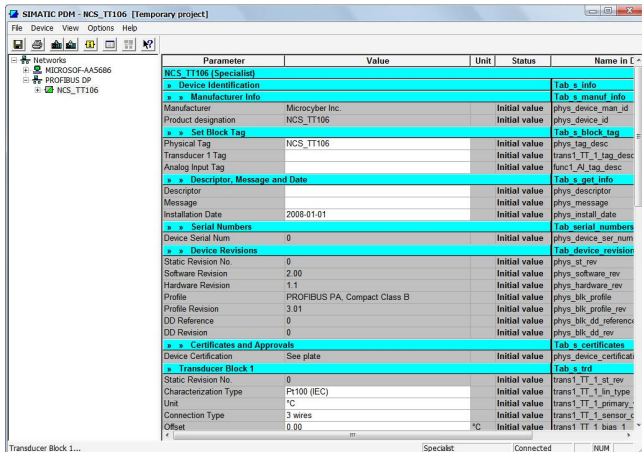 SIMATIC PDM - NCS_TT106 [Temporary project]
File Device View Options Help
Networks
MICROSOF-AA5686
PROFIBUS DP
NCS_TT106
Parameter Value Unit Status Name in D
NCS_TT106 (Specialist)
» Device Identification Tab_s_info
» » Manufacturer Info Tab_s_manuf_info
Manufacturer Microcyber Inc. Initial value phys_device_man_id
Product designation NCS_TT106 Initial value phys_device_id
» » Set Block Tag Tab_s_block_tag
Physical Tag NCS_TT106 Initial value phys_tag_desc
Transducer 1 Tag Initial value trans1_TT_1_tag_desc
Analog Input Tag Initial value func1_AI_tag_desc
» » Descriptor, Message and Date Tab_s_get_info
Descriptor Initial value phys_descriptor
Message Initial value phys_message
Installation Date 2008-01-01 Initial value phys_install_date
» » Serial Numbers Tab_serial_numbers
Device Serial Num 0 Initial value phys_device_ser_num
» » Device Revisions Tab_device_revision
Static Revision No. 0 Initial value phys_st_rev
Software Revision 2.00 Initial value phys_software_rev
Hardware Revision 1.1 Initial value phys_hardware_rev
Profile PROFIBUS PA, Compact Class B Initial value phys_blk_profile
Profile Revision 3.01 Initial value phys_blk_profile_rev
DD Reference 0 Initial value phys_blk_dd_reference
DD Revision 0 Initial value phys_blk_dd_rev
» » Certificates and Approvals Tab_s_certificates
Device Certification See plate Initial value phys_device_certificati
» Transducer Block 1 Tab_s_trd
Static Revision No. 0 Initial value trans1_TT_1_st_rev
Characterization Type Pt100 (IEC) Initial value trans1_TT_1_lin_type
Unit °C Initial value trans1_TT_1_primary_
Connection Type 3 wires Initial value trans1_TT_1_sensor_c
Offset 0.00 °C Initial value trans1_TT_1_bias_1
Transducer Block 1... Specialist Connected NUM